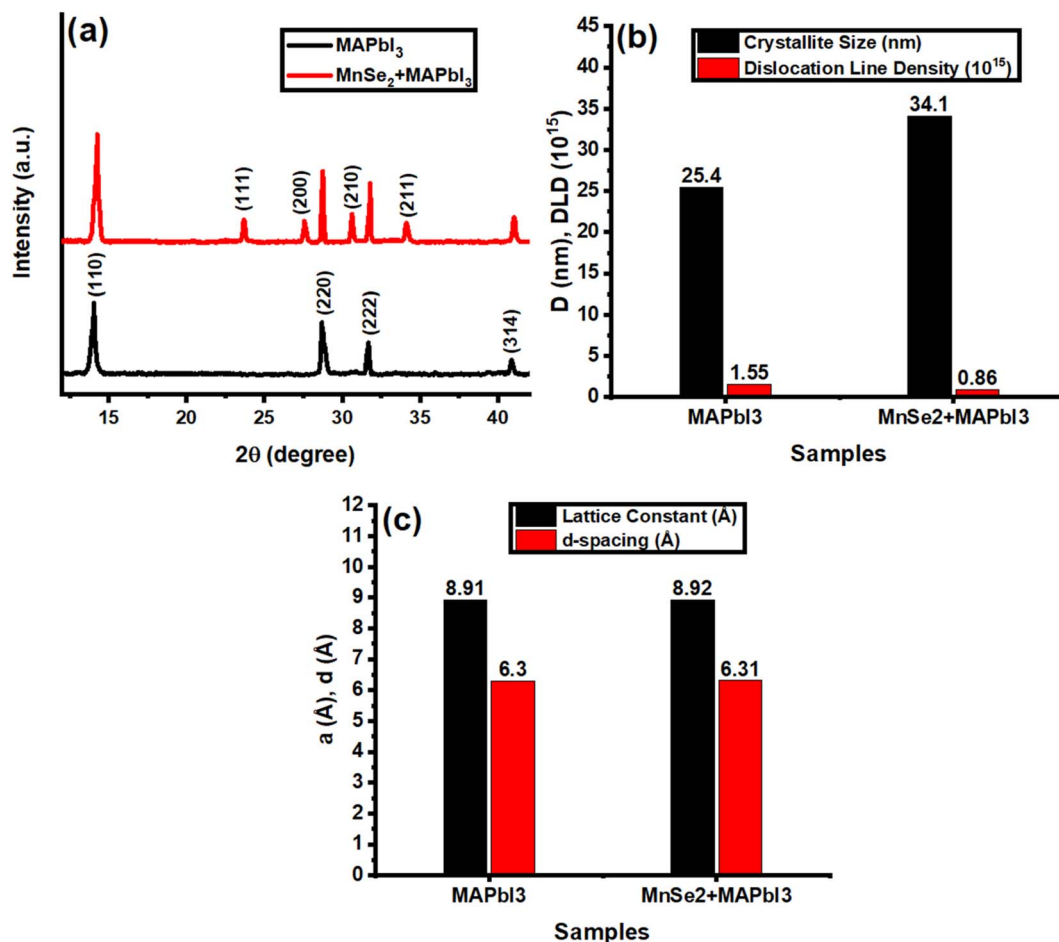 (a)
MAPbI₃
MnSe₂+MAPbI₃
Intensity (a.u.)
(111)
(200)
(210)
(211)
(110)
(220)
(222)
(314)
15 20 25 30 35 40
2θ (degree)
(b)
Crystallite Size (nm)
Dislocation Line Density (10¹⁵)
D (nm), DLD (10¹⁵)
45
40
35
30
25
20
15
10
5
0
25.4
1.55
34.1
0.86
MAPbI3 MnSe2+MAPbI3
Samples
(c)
Lattice Constant (Å)
d-spacing (Å)
a (Å), d (Å)
12
11
10
9
8
7
6
5
4
3
2
1
0
8.91
6.3
8.92
6.31
MAPbI3 MnSe2+MAPbI3
Samples